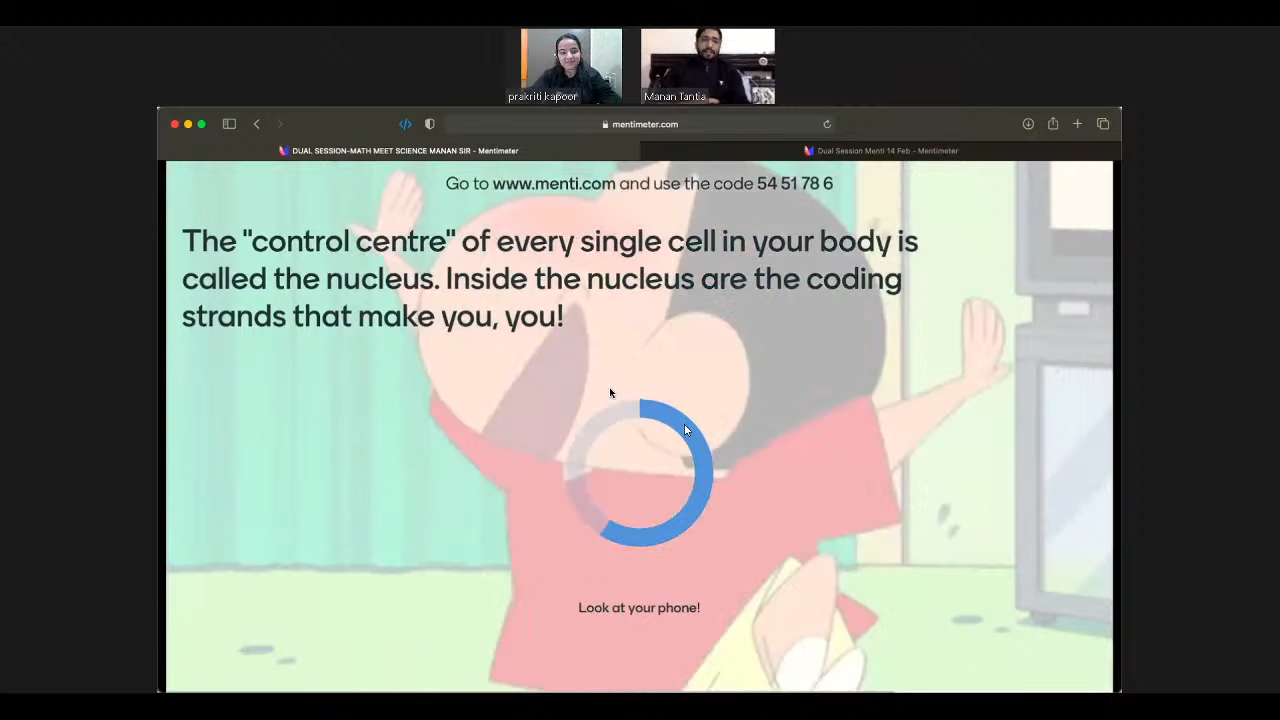 prakriti kapoor
Manan Tantia
mentimeter.com
DUAL SESSION-MATH MEET SCIENCE MANAN SIR - Mentimeter
Dual Session Menti 14 Feb - Mentimeter
Go to www.menti.com and use the code 54 51 78 6
The "control centre" of every single cell in your body is
called the nucleus. Inside the nucleus are the coding
strands that make you, you!
Look at your phone!